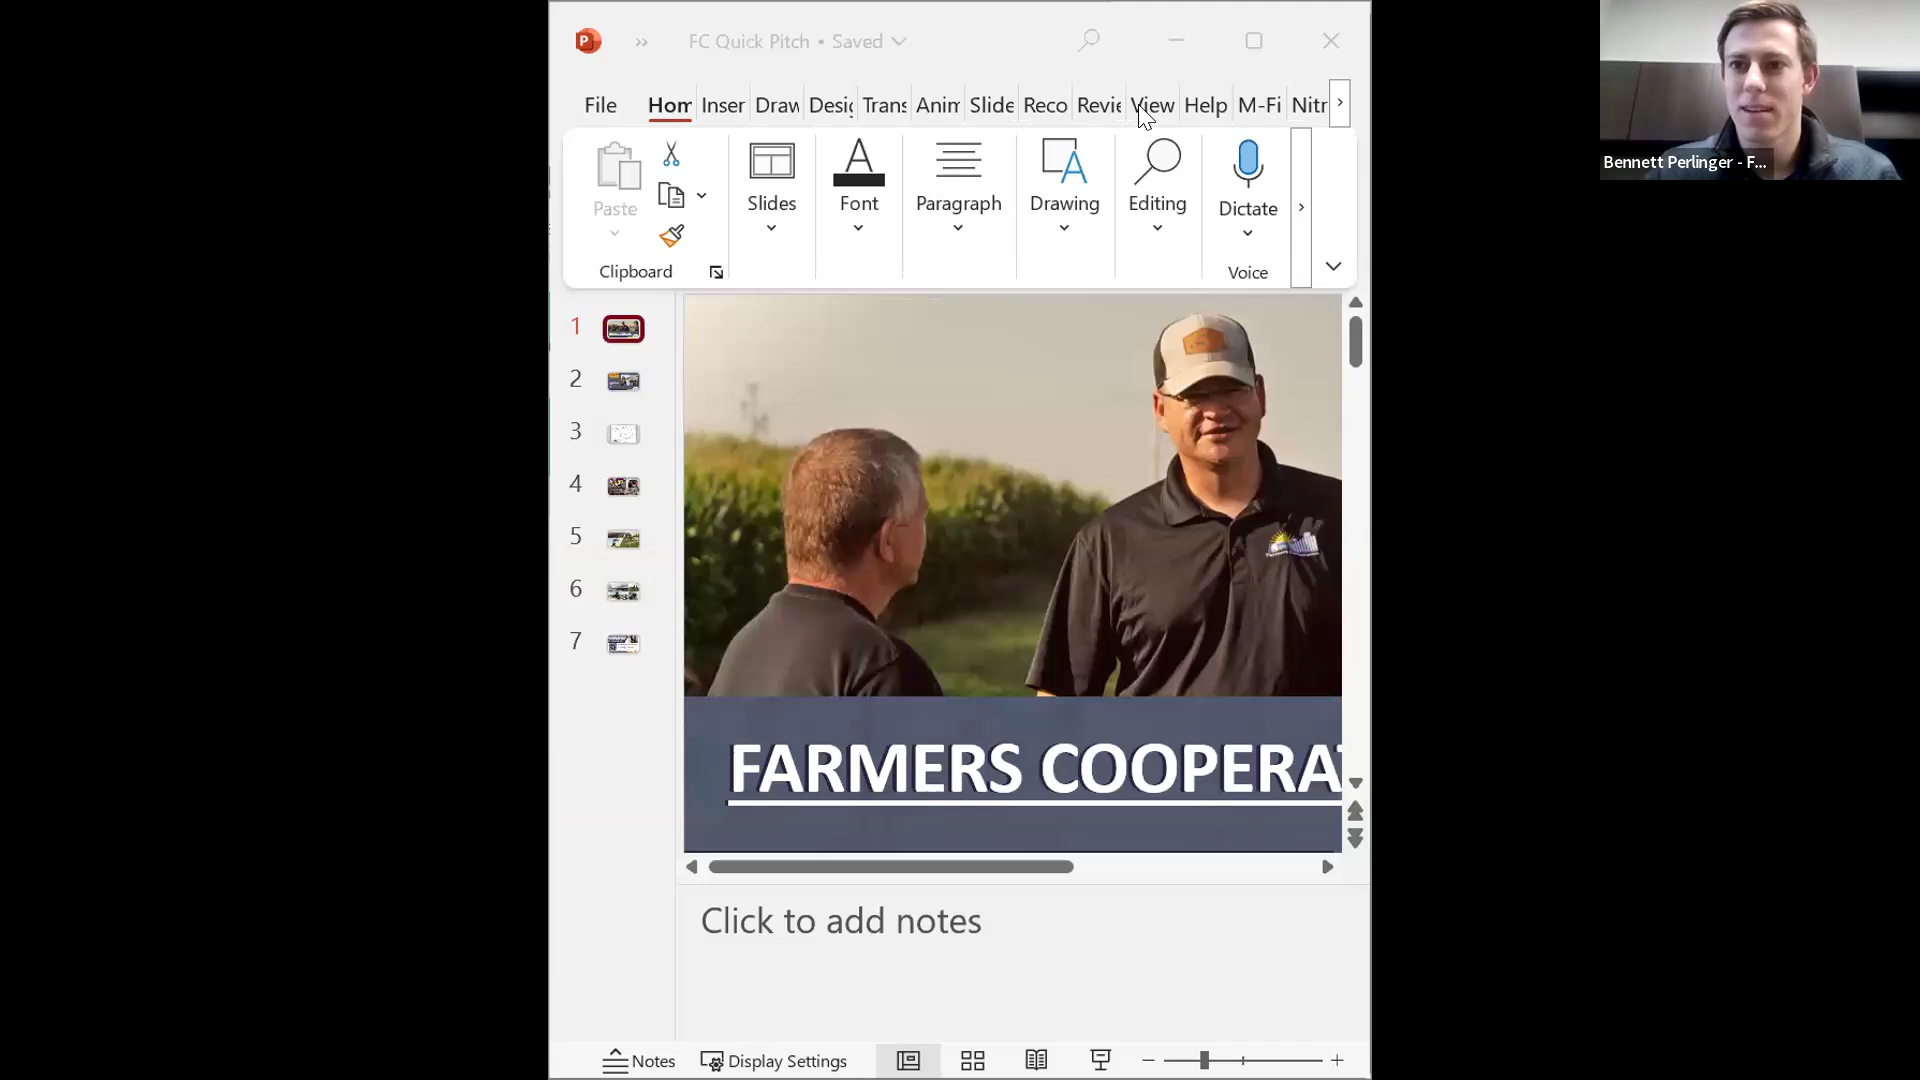 FC Quick Pitch • Saved
File Hom Inser Draw Desig Trans Anim Slide Reco Revie View Help M-Fi Nitr
Paste
Slides
Font
Paragraph
Drawing
Editing
Dictate
Clipboard
Voice
1
2
3
4
5
6
7
FARMERS COOPERAT
Click to add notes
Notes
Display Settings
Bennett Perlinger - F...